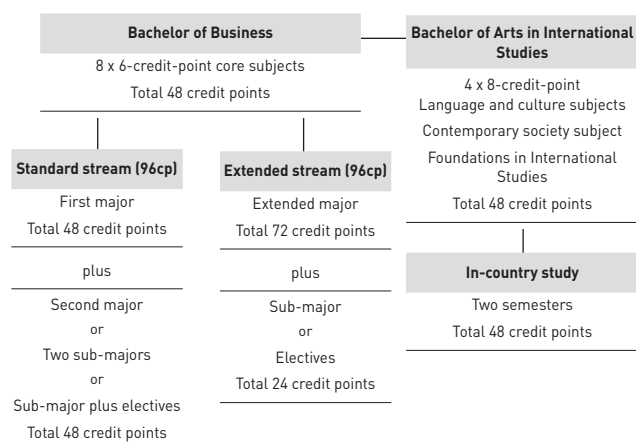 Bachelor of Business
8 x 6-credit-point core subjects
Total 48 credit points
Standard stream (96cp)
First major
Total 48 credit points
plus
Second major
or
Two sub-majors
or
Sub-major plus electives
Total 48 credit points
Extended stream (96cp)
Extended major
Total 72 credit points
plus
Sub-major
or
Electives
Total 24 credit points
Bachelor of Arts in International
Studies
4 x 8-credit-point
Language and culture subjects
Contemporary society subject
Foundations in International
Studies
Total 48 credit points
In-country study
Two semesters
Total 48 credit points